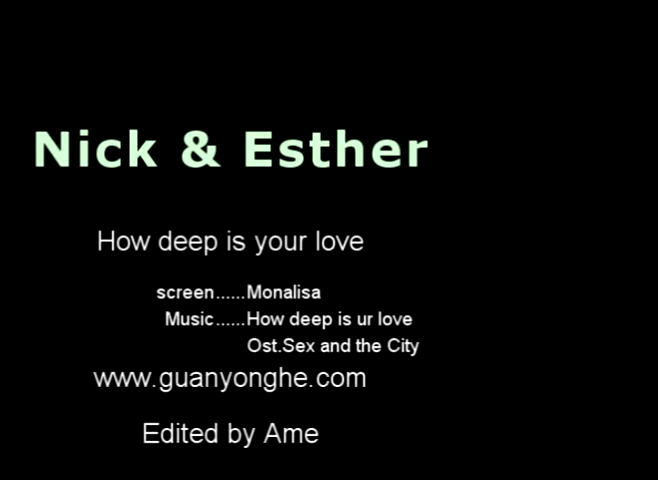 Nick & Esther
How deep is your love
screen......Monalisa
Music......How deep is ur love
Ost.Sex and the City
www.guanyonghe.com
Edited by Ame